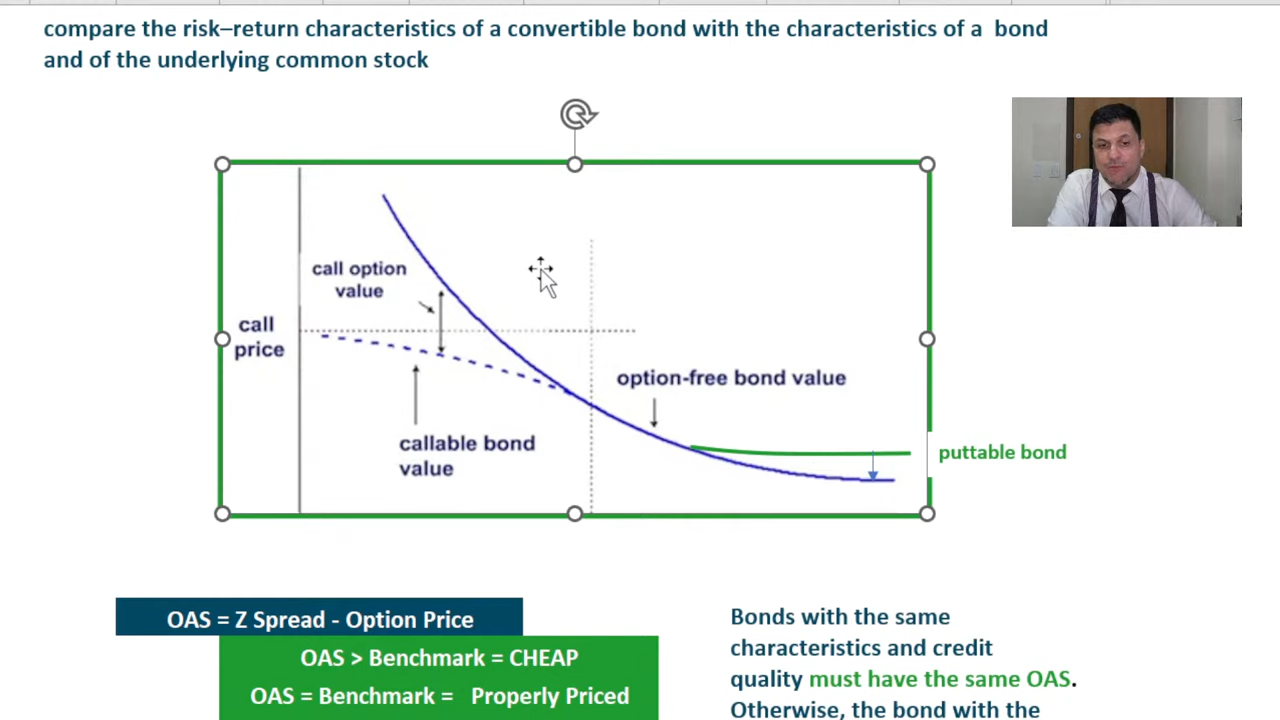 compare the risk–return characteristics of a convertible bond with the characteristics of a  bond
and of the underlying common stock
call option
value
call
price
option-free bond value
callable bond
value
puttable bond
OAS = Z Spread - Option Price
OAS > Benchmark = CHEAP
OAS = Benchmark =   Properly Priced
Bonds with the same
characteristics and credit
quality must have the same OAS.
Otherwise, the bond with the